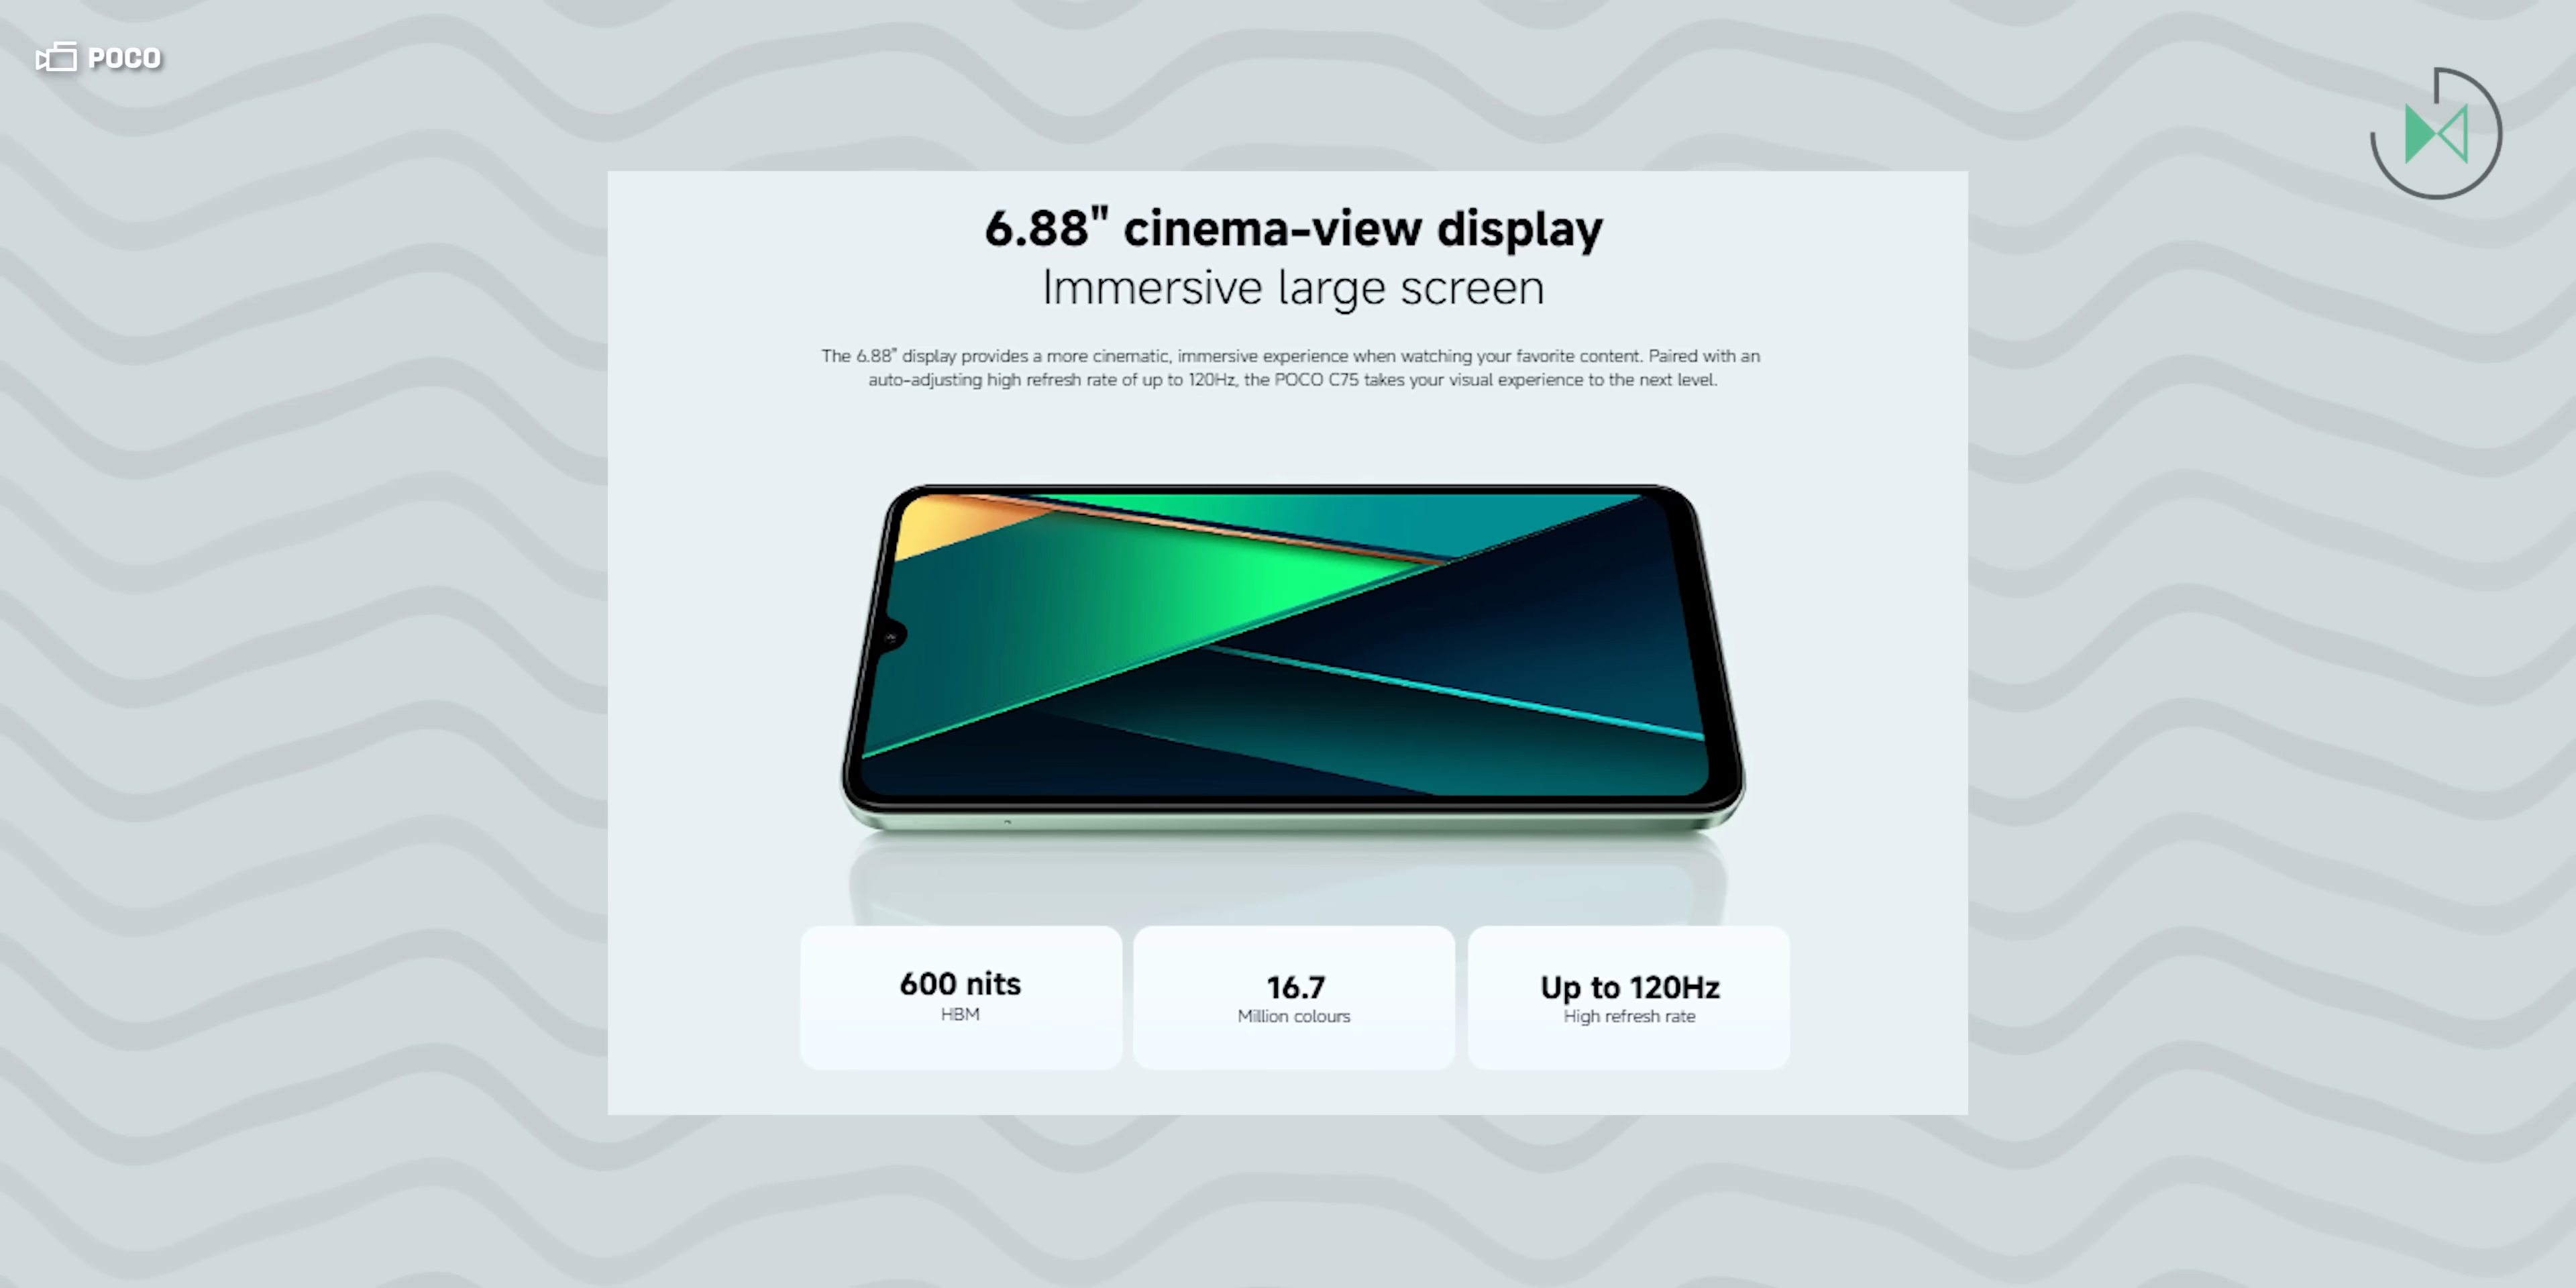 POCO
6.88" cinema-view display
Immersive large screen
The 6.88" display provides a more cinematic, immersive experience when watching your favorite content. Paired with an
auto-adjusting high refresh rate of up to 120Hz, the POCO C75 takes your visual experience to the next level.
600 nits
HBM
16.7
Million colours
Up to 120Hz
High refresh rate